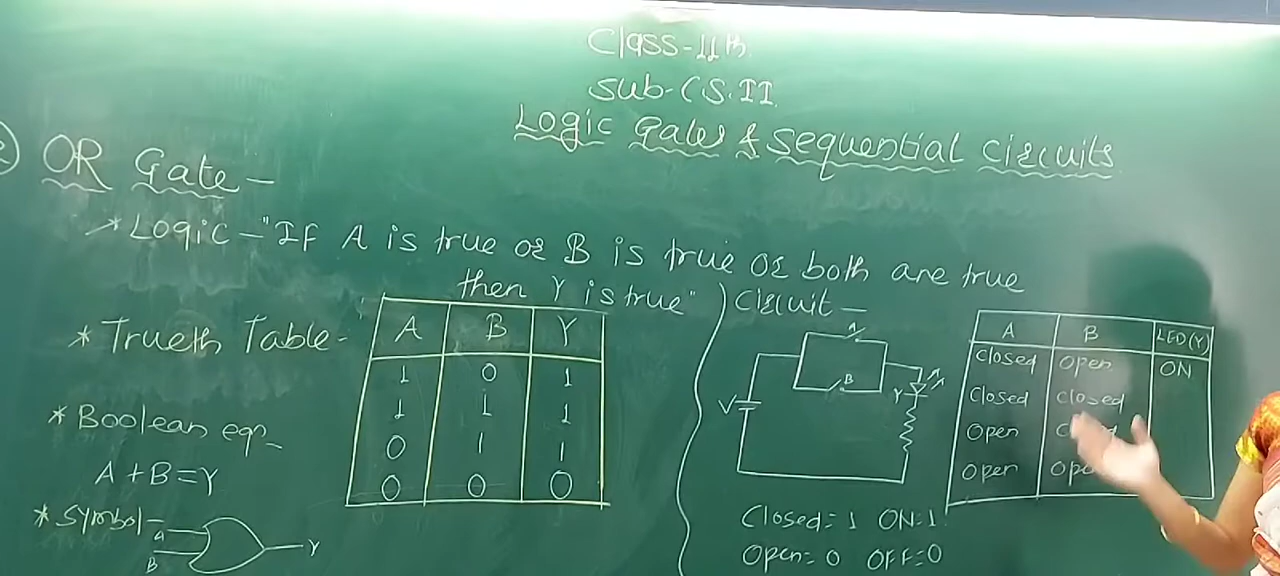 Class-11th
Sub-CS.II
Logic Gates & Sequential Circuits
OR Gate-
*Logic-"If A is true or B is true or both are true
then Y is true"
*Trueth Table-
A B Y
1 0 1
1 1 1
0 1 1
0 0 0
*Boolean eqn-
A+B=Y
*Symbol-
A
B
Y
Circuit-
A
B
V
Y
A B LED(Y)
Closed Open ON
Closed Closed
Open
Open
Closed=1 ON=1
Open=0 OFF=0